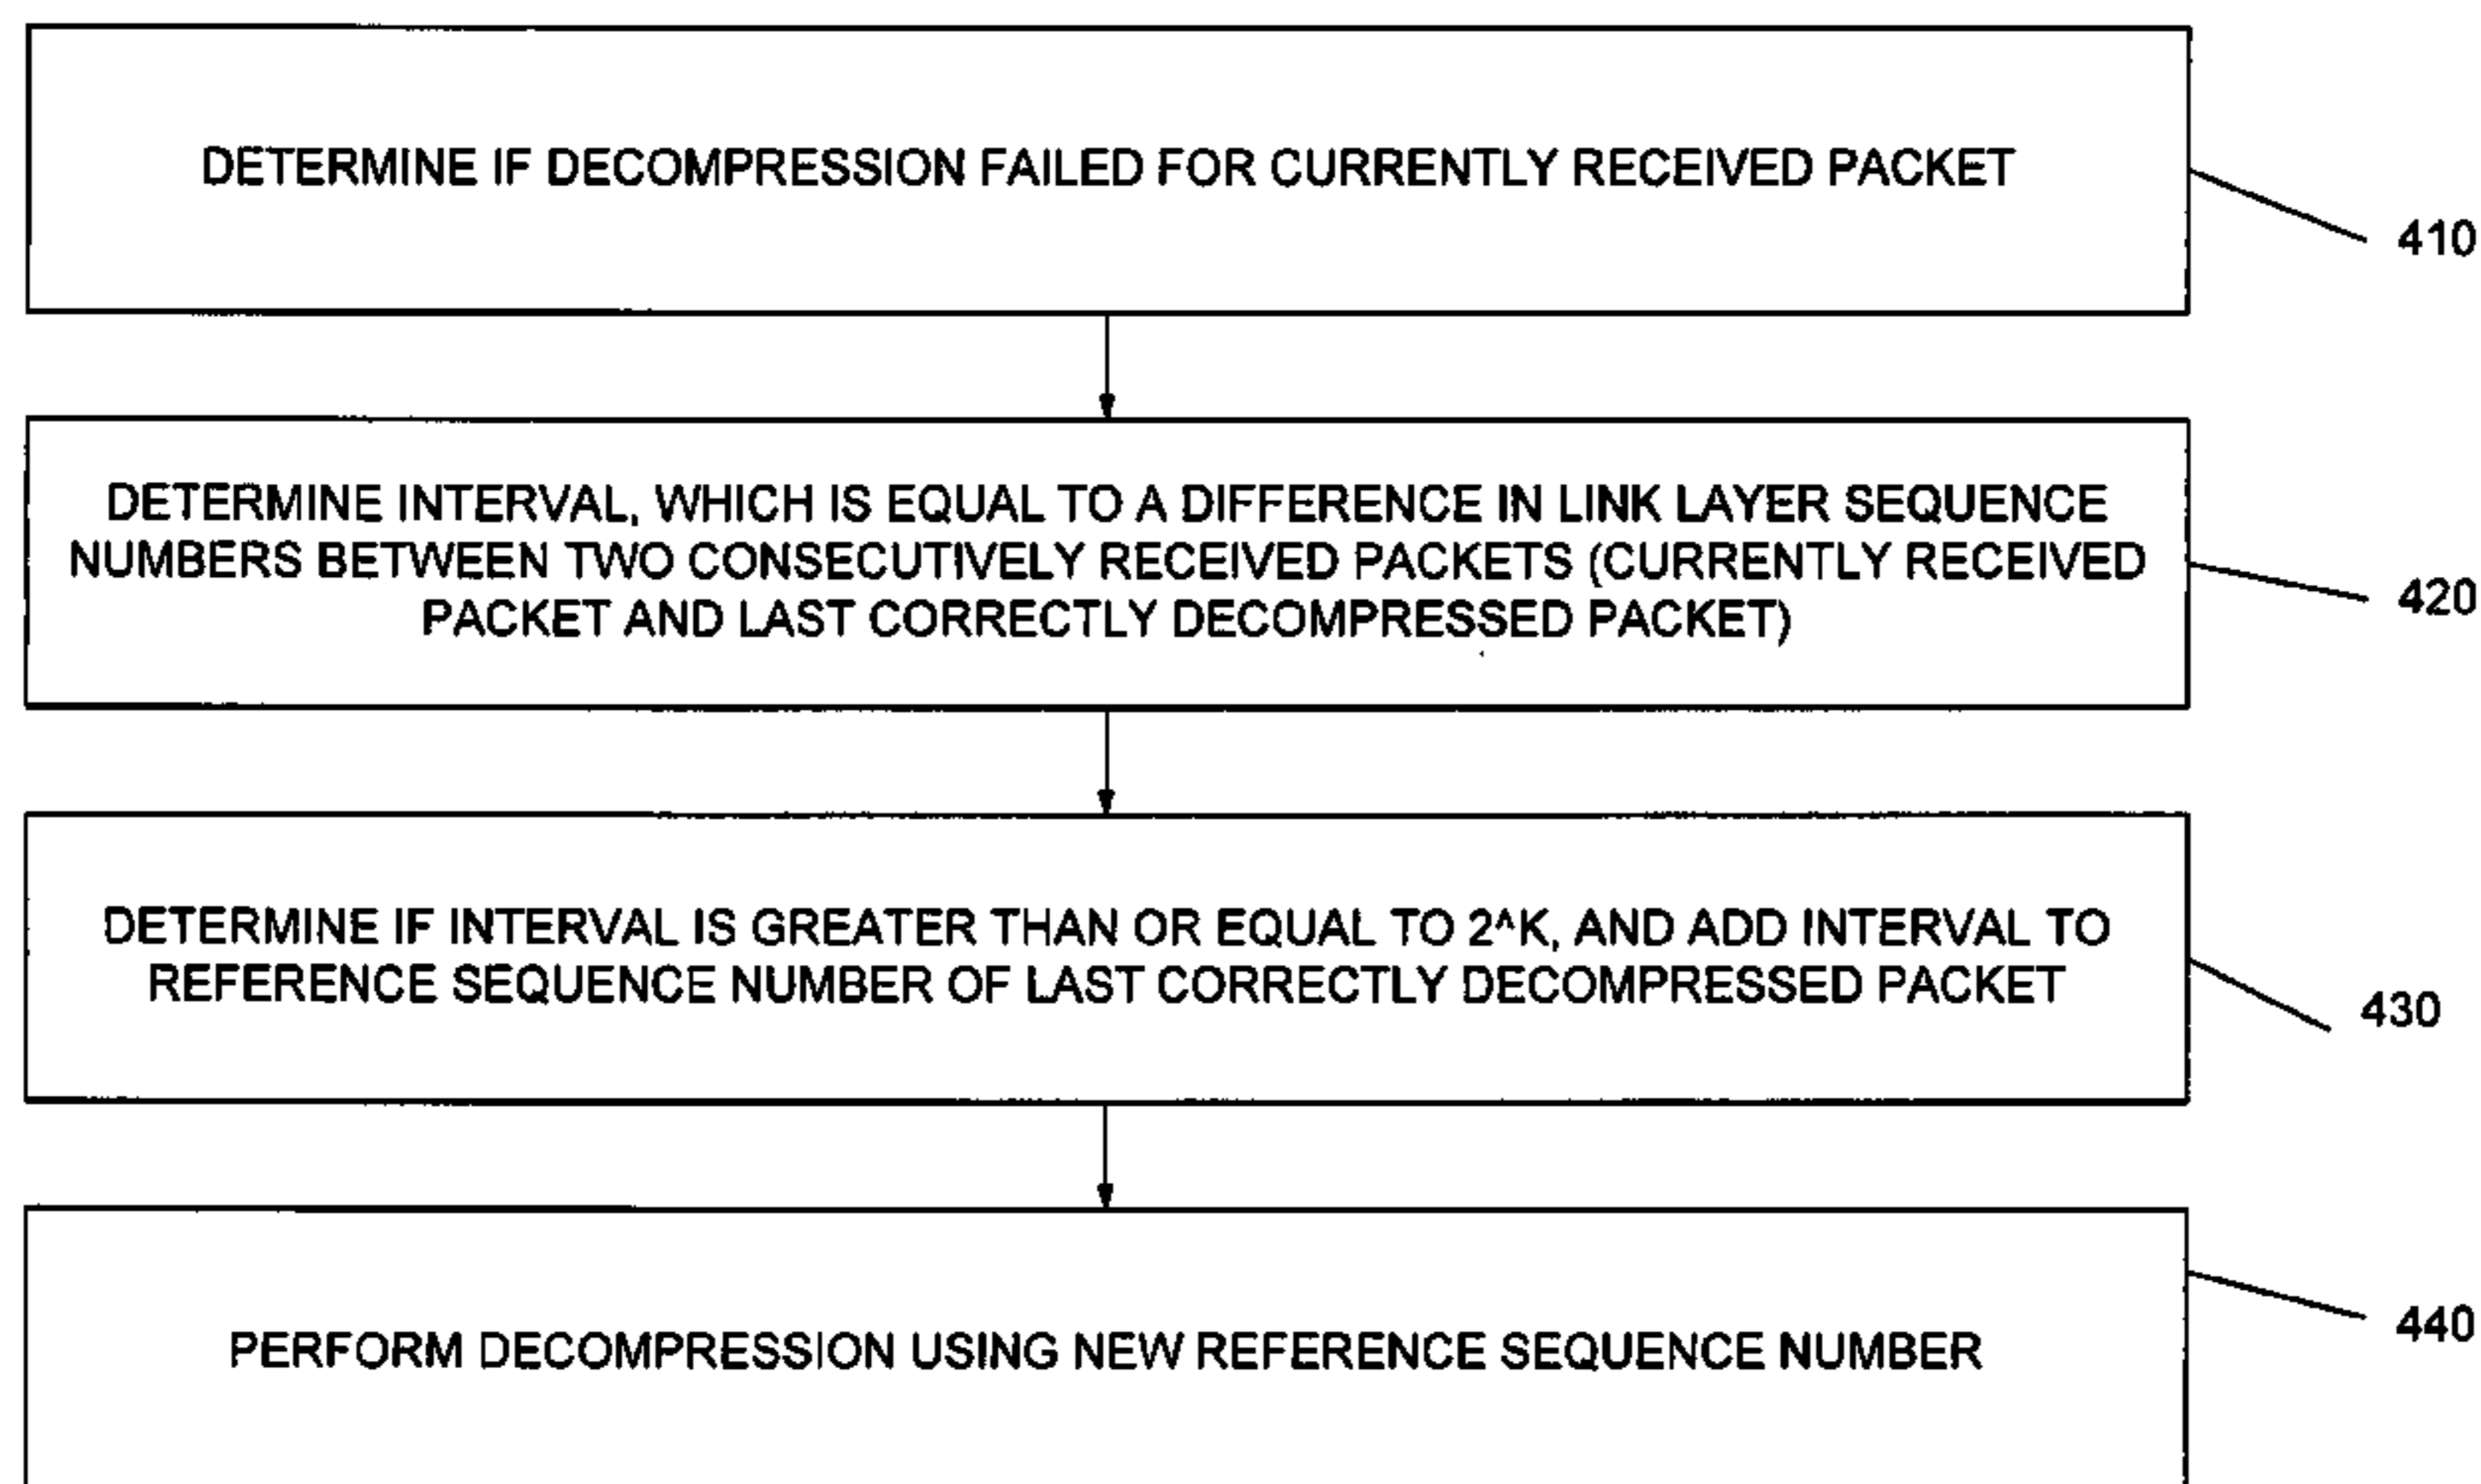 DETERMINE IF DECOMPRESSION FAILED FOR CURRENTLY RECEIVED PACKET
410
DETERMINE INTERVAL, WHICH IS EQUAL TO A DIFFERENCE IN LINK LAYER SEQUENCE
NUMBERS BETWEEN TWO CONSECUTIVELY RECEIVED PACKETS (CURRENTLY RECEIVED
PACKET AND LAST CORRECTLY DECOMPRESSED PACKET)
420
DETERMINE IF INTERVAL IS GREATER THAN OR EQUAL TO 2^K, AND ADD INTERVAL TO
REFERENCE SEQUENCE NUMBER OF LAST CORRECTLY DECOMPRESSED PACKET
430
PERFORM DECOMPRESSION USING NEW REFERENCE SEQUENCE NUMBER
440